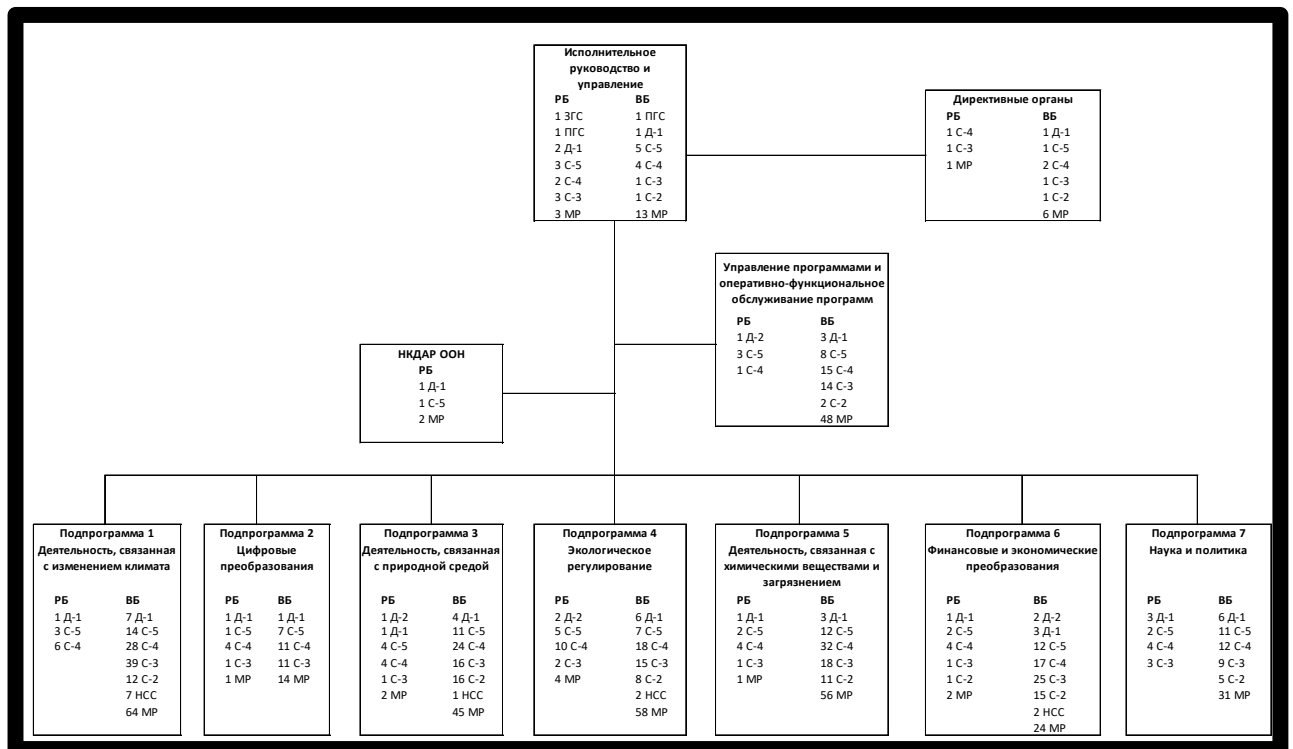 Исполнительное
руководство и
управление
РБ ВБ
1 ЗГС 1 ПГС
1 ПГС 1 Д-1
2 Д-1 5 С-5
3 С-5 4 С-4
2 С-4 1 С-3
3 С-3 1 С-2
3 МР 13 МР
Директивные органы
РБ ВБ
1 С-4 1 Д-1
1 С-3 1 С-5
1 МР 2 С-4
1 С-3
1 С-2
6 МР
Управление программами и
оперативно-функциональное
обслуживание программ
РБ ВБ
1 Д-2 3 Д-1
3 С-5 8 С-5
1 С-4 15 С-4
14 С-3
2 С-2
48 МР
НКДАР ООН
РБ
1 Д-1
1 С-5
2 МР
Подпрограмма 1
Деятельность, связанная
с изменением климата
РБ ВБ
1 Д-1 7 Д-1
3 С-5 14 С-5
6 С-4 28 С-4
39 С-3
12 С-2
7 НСС
64 МР
Подпрограмма 2
Цифровые
преобразования
РБ ВБ
1 Д-1 1 Д-1
1 С-5 7 С-5
4 С-4 11 С-4
1 С-3 11 С-3
1 МР 14 МР
Подпрограмма 3
Деятельность, связанная
с природной средой
РБ ВБ
1 Д-2 4 Д-1
1 Д-1 11 С-5
4 С-5 24 С-4
4 С-4 16 С-3
1 С-3 16 С-2
2 МР 1 НСС
45 МР
Подпрограмма 4
Экологическое
регулирование
РБ ВБ
2 Д-2 6 Д-1
5 С-5 7 С-5
10 С-4 18 С-4
2 С-3 15 С-3
4 МР 8 С-2
2 НСС
58 МР
Подпрограмма 5
Деятельность, связанная с
химическими веществами и
загрязнением
РБ ВБ
1 Д-1 3 Д-1
2 С-5 12 С-5
4 С-4 32 С-4
1 С-3 18 С-3
1 МР 11 С-2
56 МР
Подпрограмма 6
Финансовые и экономические
преобразования
РБ ВБ
1 Д-1 2 Д-2
2 С-5 3 Д-1
4 С-4 12 С-5
1 С-3 17 С-4
1 С-2 25 С-3
2 МР 15 С-2
2 НСС
24 МР
Подпрограмма 7
Наука и политика
РБ ВБ
3 Д-1 6 Д-1
2 С-5 11 С-5
4 С-4 12 С-4
3 С-3 9 С-3
5 С-2
31 МР